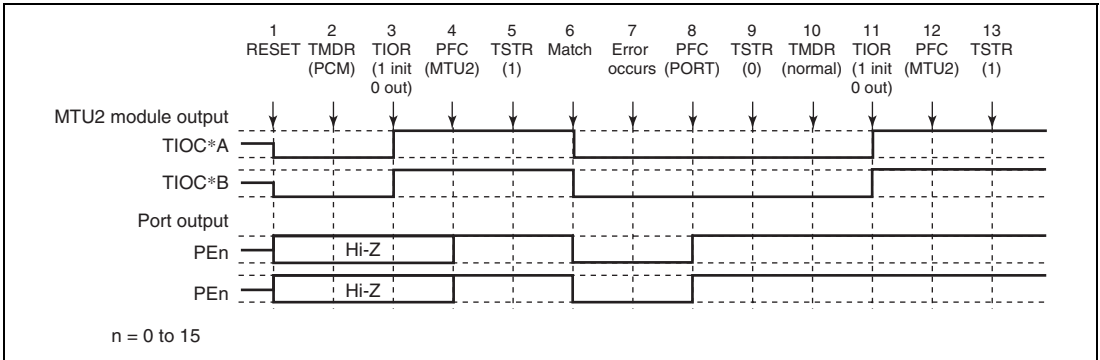 1 2 3 4 5 6 7 8 9 10 11 12 13
RESET TMDR TIOR PFC TSTR Match Error PFC TSTR TMDR TIOR PFC TSTR
(PCM) (1 init (MTU2) (1) occurs (PORT) (0) (normal) (1 init (MTU2) (1)
0 out) 0 out)
MTU2 module output
TIOC*A
TIOC*B
Port output
PEn Hi-Z
PEn Hi-Z
n = 0 to 15